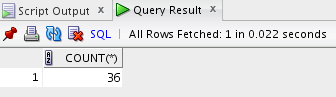 Script Output × Query Result ×
SQL | All Rows Fetched: 1 in 0.022 seconds
COUNT(*)
1 36